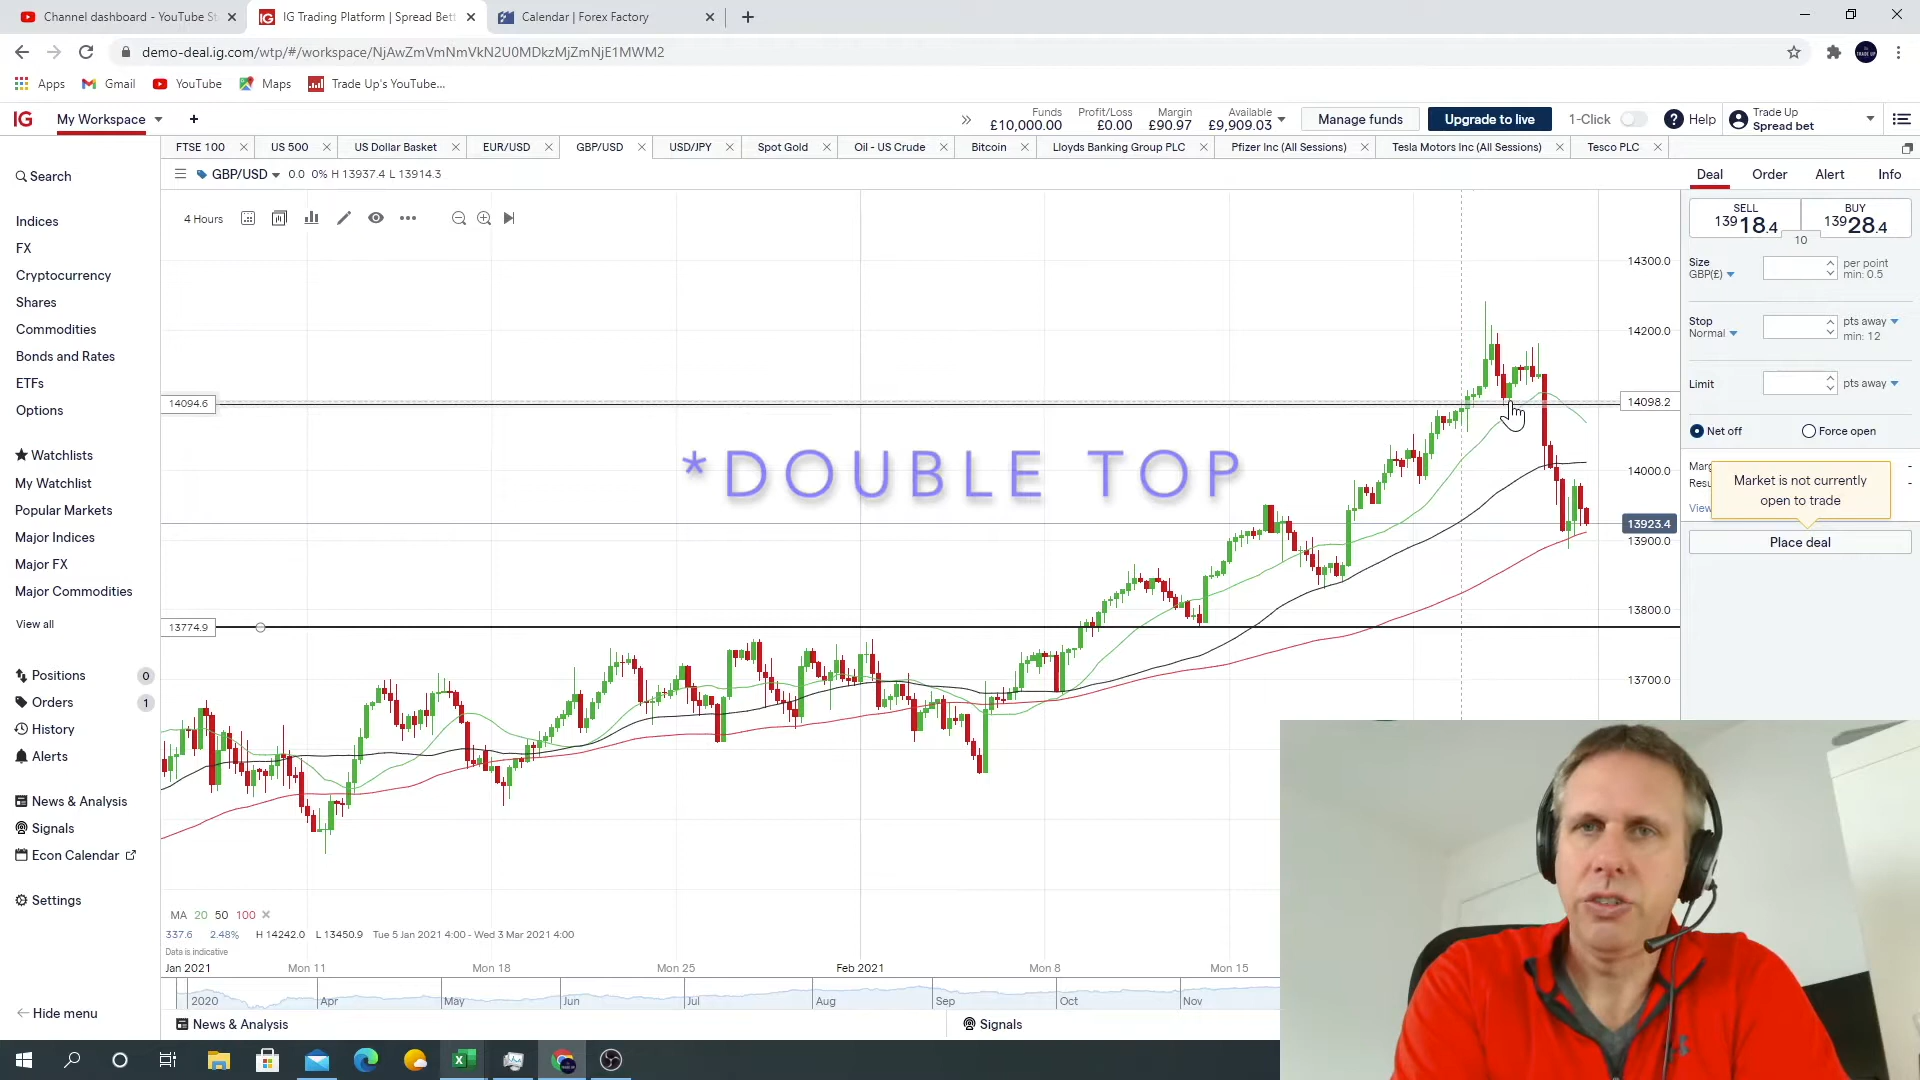 Channel dashboard - YouTube St
IG Trading Platform | Spread Bett
Calendar | Forex Factory
demo-deal.ig.com/wtp/#/workspace/NjAwZmVmNmVkN2U0MDkzMjZmNjE1MWM2
Apps Gmail YouTube Maps Trade Up's YouTube...
IG My Workspace +
Funds £10,000.00
Profit/Loss £0.00
Margin £90.97
Available £9,909.03
Manage funds
Upgrade to live
1-Click
Help
Trade Up
Spread bet
FTSE 100 US 500 US Dollar Basket EUR/USD GBP/USD USD/JPY Spot Gold Oil - US Crude Bitcoin Lloyds Banking Group PLC Pfizer Inc (All Sessions) Tesla Motors Inc (All Sessions) Tesco PLC
Search
Indices
FX
Cryptocurrency
Shares
Commodities
Bonds and Rates
ETFs
Options
Watchlists
My Watchlist
Popular Markets
Major Indices
Major FX
Major Commodities
View all
Positions 0
Orders 1
History
Alerts
News & Analysis
Signals
Econ Calendar
Settings
Hide menu
GBP/USD 0.0 0% H 13937.4 L 13914.3
4 Hours
14300.0
14200.0
14094.6
14098.2
*DOUBLE TOP
14000.0
13923.4
13900.0
13800.0
13774.9
13700.0
MA 20 50 100
337.6 2.48% H 14242.0 L 13450.9 Tue 5 Jan 2021 4:00 - Wed 3 Mar 2021 4:00
Data is indicative
Jan 2021 Mon 11 Mon 18 Mon 25 Feb 2021 Mon 8 Mon 15
2020 Apr May Jun Jul Aug Sep Oct Nov
News & Analysis
Signals
Deal Order Alert Info
SELL
13918.4
BUY
13928.4
10
Size
GBP(£)
per point
min: 0.5
Stop
Normal
pts away
min: 12
Limit
pts away
Net off
Force open
Marg -
Resu -
View
Market is not currently
open to trade
Place deal